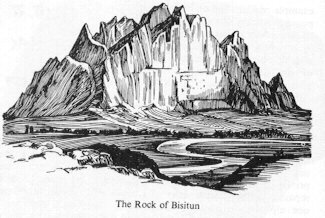 The Rock of Bisitun